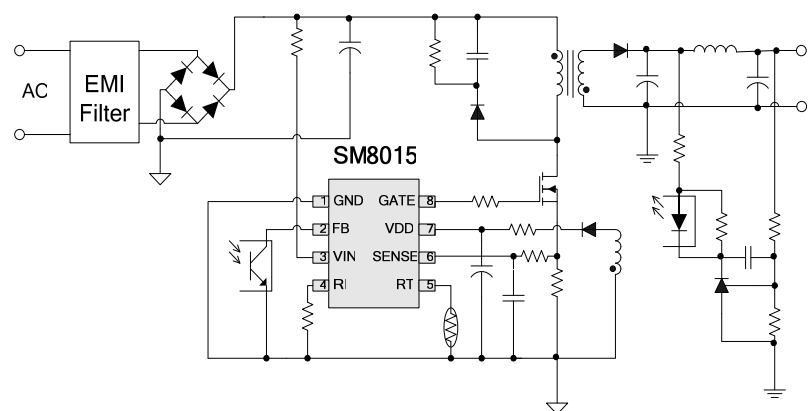 AC
EMI
Filter
SM8015
1 GND GATE 8
2 FB VDD 7
3 VIN SENSE 6
4 RI RT 5